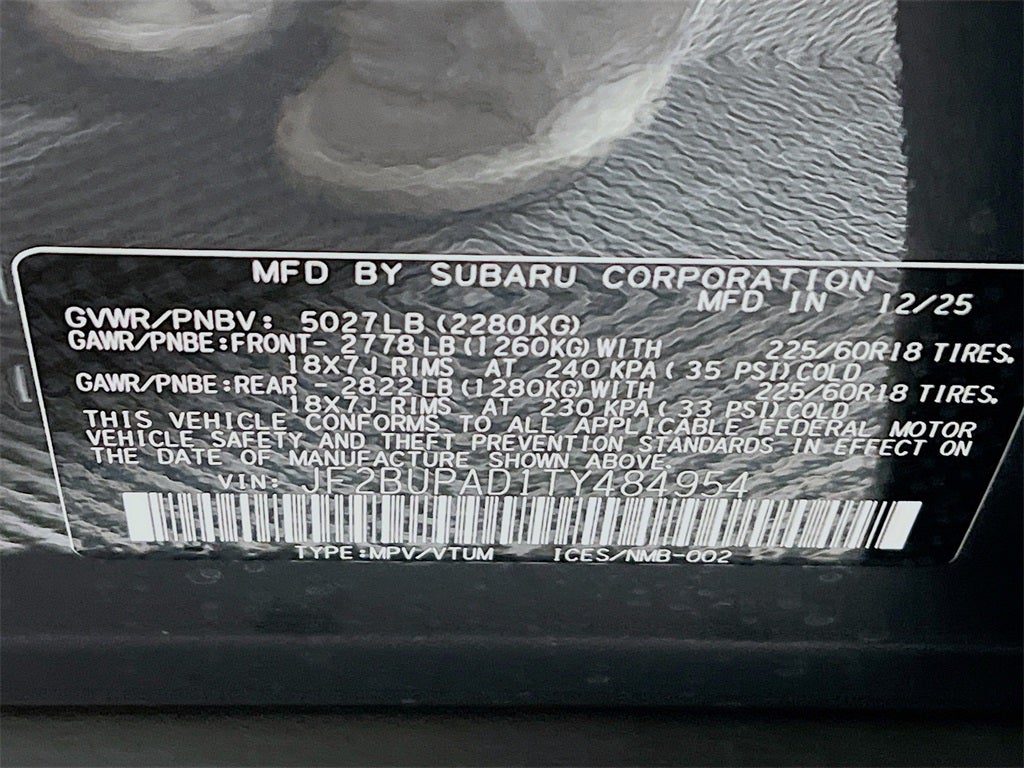 MFD BY SUBARU CORPORATION
MFD IN 12/25
GVWR/PNBV: 5027LB (2280KG)
GAWR/PNBE:FRONT- 2778LB(1260KG)WITH 225/60R18 TIRES.
18X7J RIMS AT 240 KPA( 35 PSI)COLD
GAWR/PNBE:REAR - 2822LB(1280KG)WITH 225/60R18 TIRES.
18X7J RIMS AT 230 KPA( 33 PSI)COLD
THIS VEHICLE CONFORMS TO ALL APPLICABLE FEDERAL MOTOR
VEHICLE SAFETY AND THEFT PREVENTION STANDARDS IN EFFECT ON
THE DATE OF MANUFACTURE SHOWN ABOVE.
VIN: JF2BUPAD1TY484954
TYPE:MPV/VTUM ICES/NMB-002